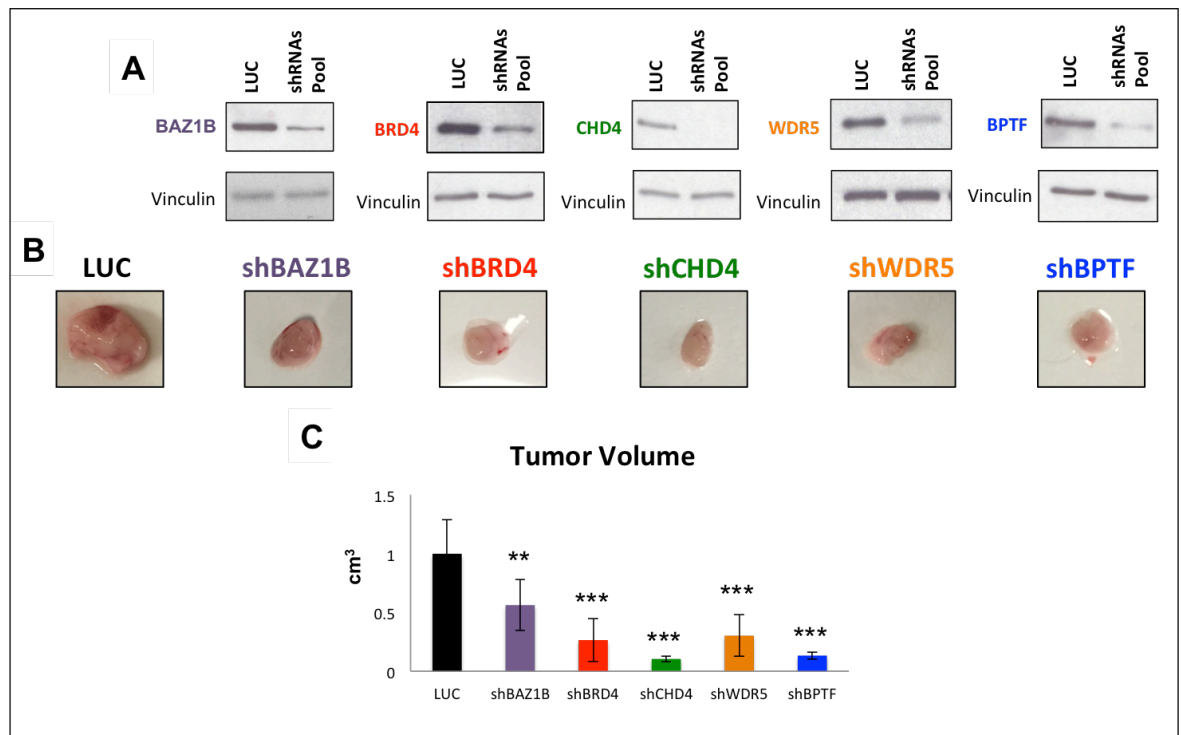 A
LUC
shRNAs
Pool
LUC
shRNAs
Pool
LUC
shRNAs
Pool
LUC
shRNAs
Pool
LUC
shRNAs
Pool
BAZ1B
BRD4
CHD4
WDR5
BPTF
Vinculin
Vinculin
Vinculin
Vinculin
Vinculin
B
LUC
shBAZ1B
shBRD4
shCHD4
shWDR5
shBPTF
C
Tumor Volume
cm³
1.5
1
0.5
0
**
***
***
***
***
LUC
shBAZ1B
shBRD4
shCHD4
shWDR5
shBPTF